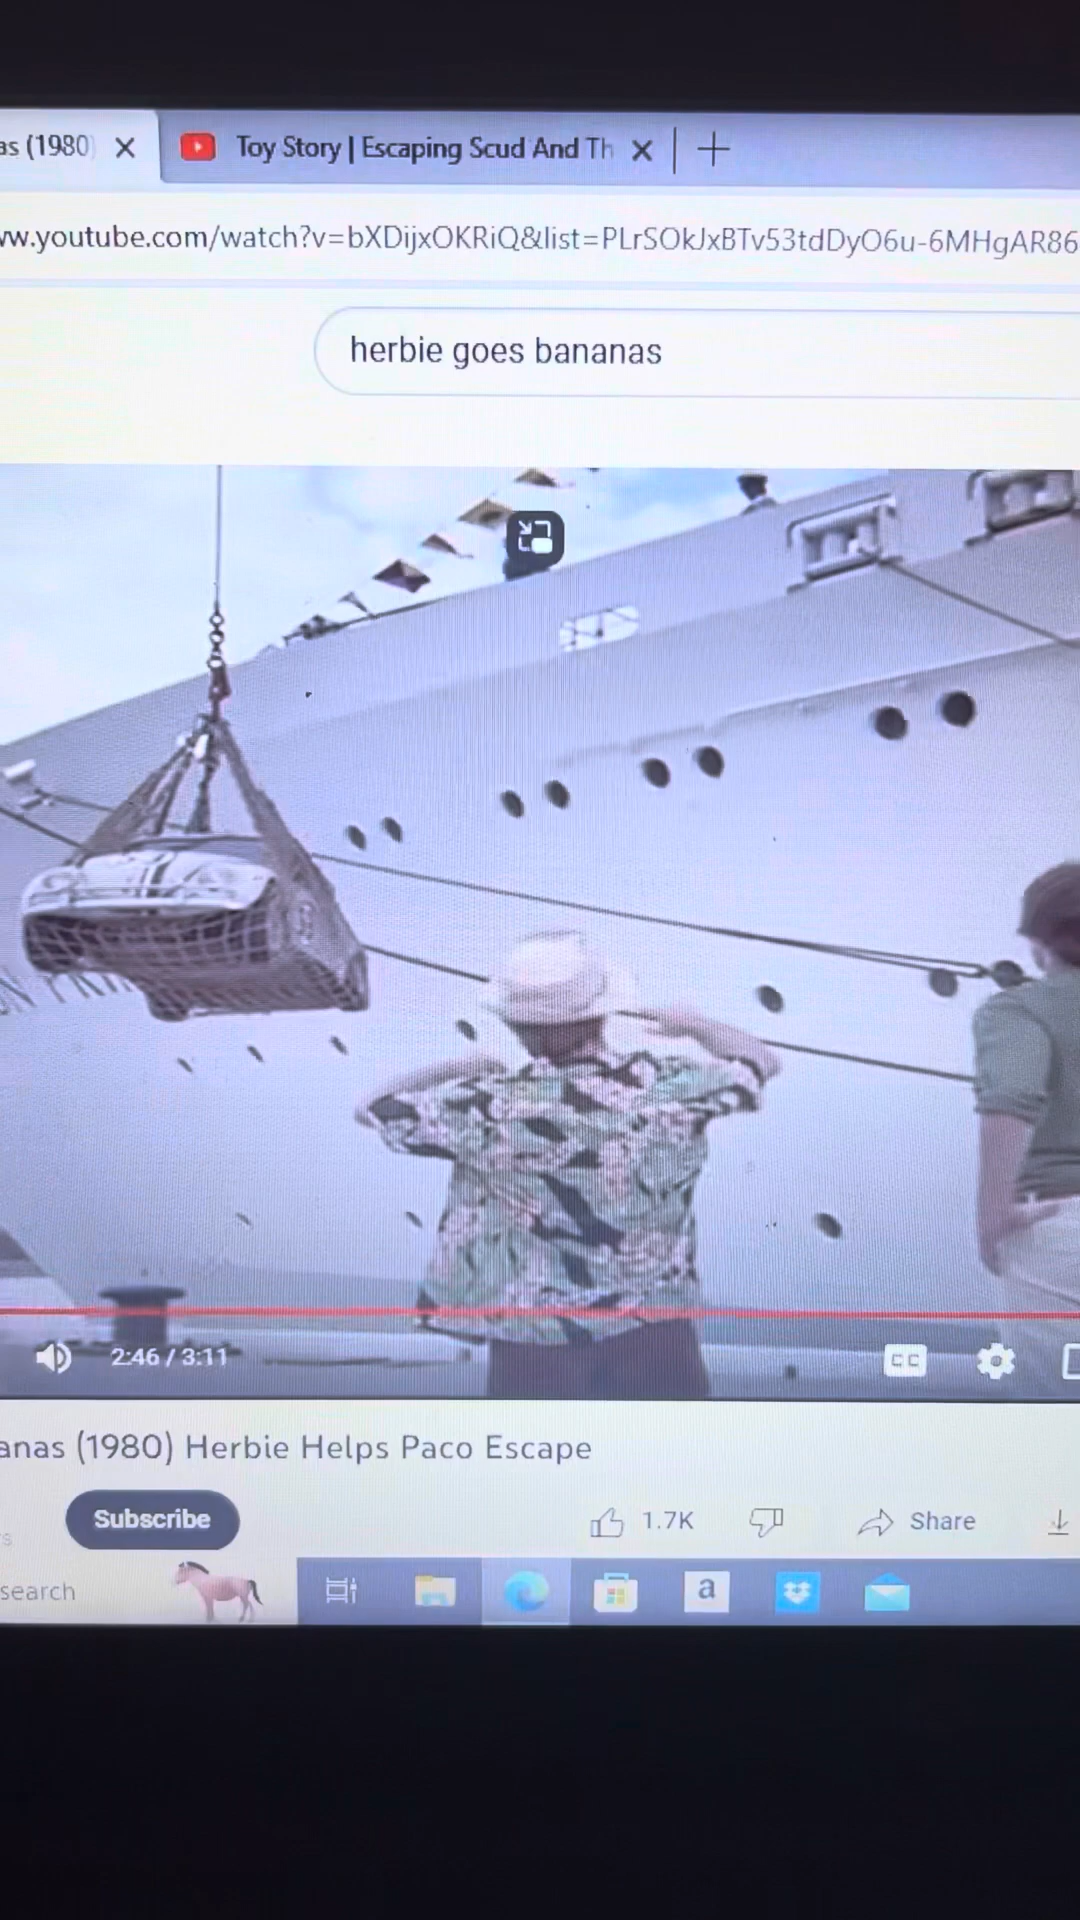 as (1980)
Toy Story | Escaping Scud And Th
ww.youtube.com/watch?v=bXDijxOKRiQ&list=PLrSOkJxBTv53tdDyO6u-6MHgAR86
herbie goes bananas
2:46 / 3:11
CC
anas (1980) Herbie Helps Paco Escape
Subscribe
1.7K
Share
search
a